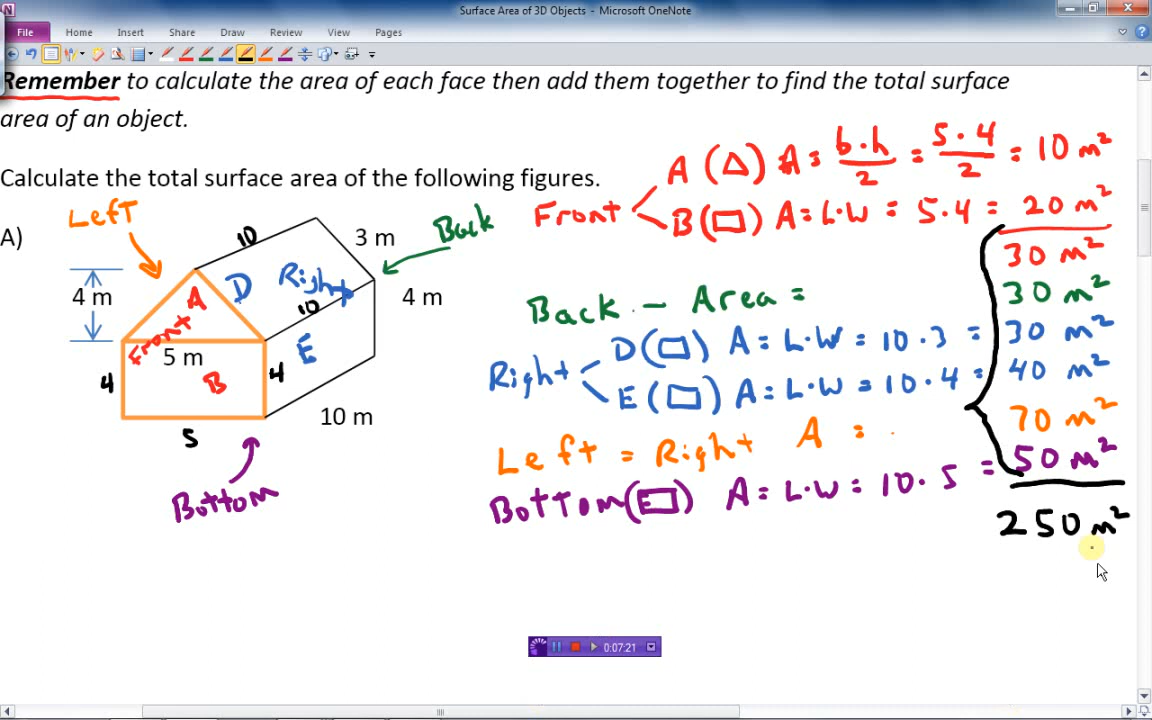 Surface Area of 3D Objects - Microsoft OneNote
File Home Insert Share Draw Review View Pages
Remember to calculate the area of each face then add them together to find the total surface
area of an object.
Calculate the total surface area of the following figures.
A (△) A = b·h/2 = 5·4/2 = 10 m²
Front
B (▭) A = L·W = 5·4 = 20 m²
30 m²
Left
A)
10
3 m
Back
4 m
A
D
Right
10
4 m
Front
5 m
E
4
B
4
10 m
5
Bottom
Back - Area = 30 m²
Right
D (▭) A = L·W = 10·3 = 30 m²
E (▭) A = L·W = 10·4 = 40 m²
Left = Right A = 70 m²
Bottom (▭) A = L·W = 10·5 = 50 m²
250 m²
0:07:21